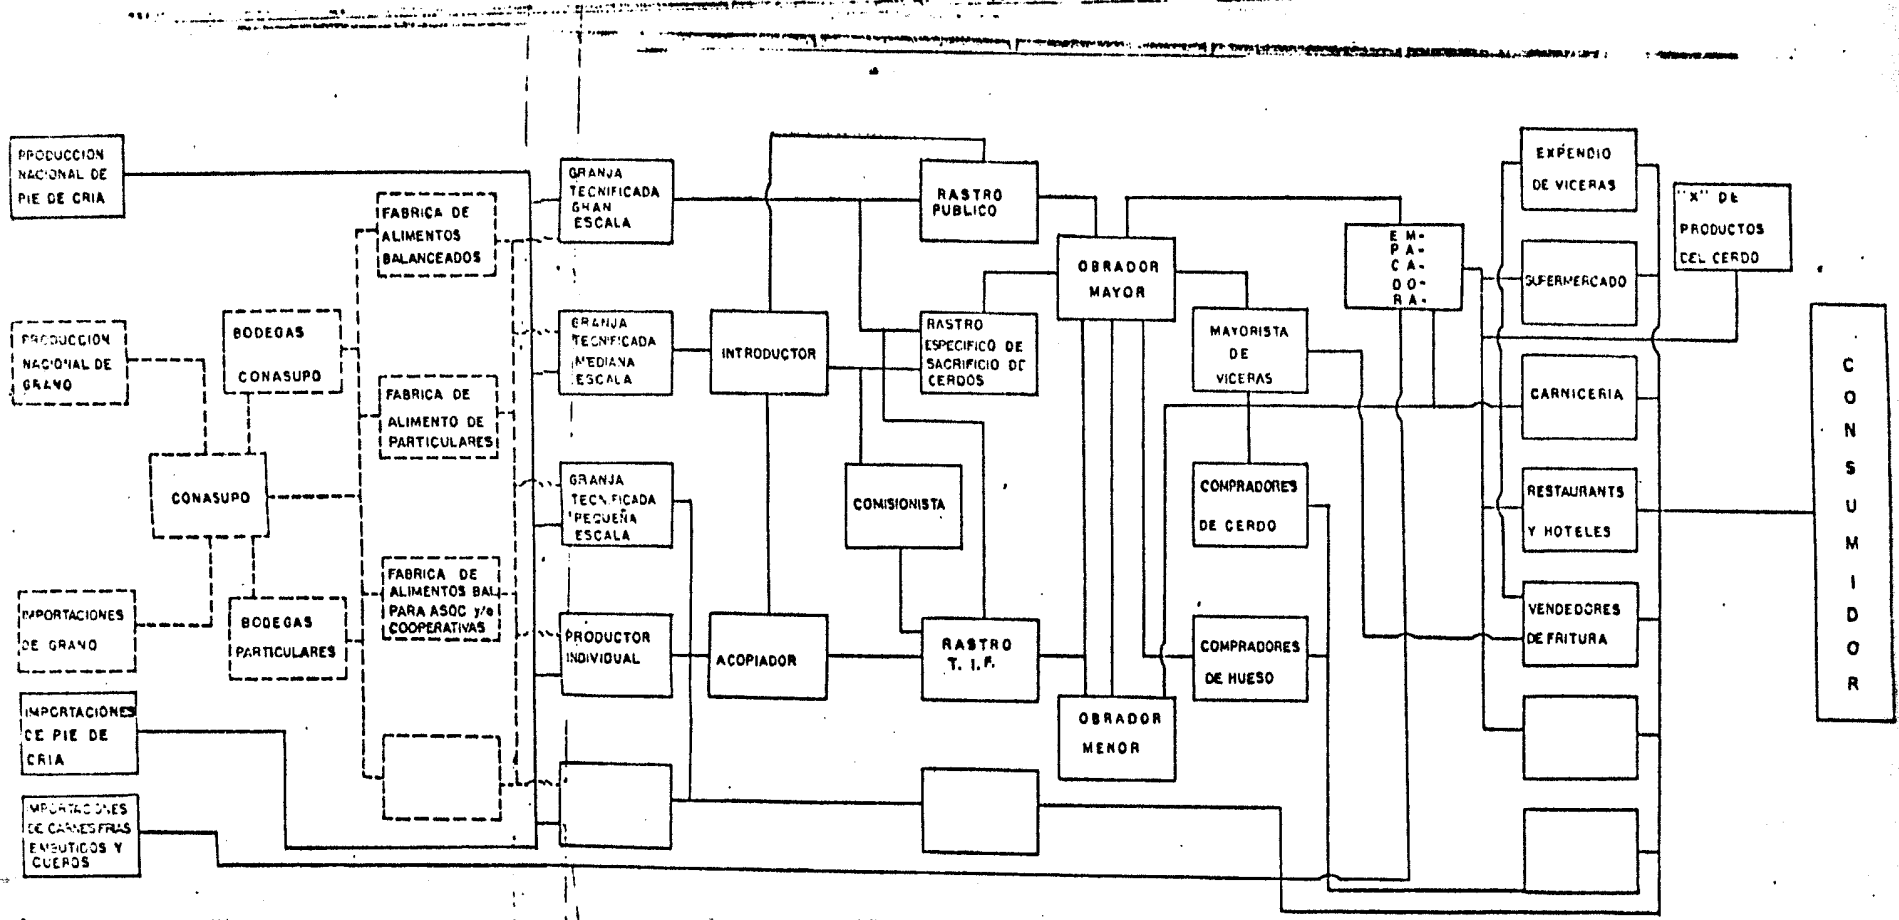 PRODUCCION
NACIONAL DE
PIE DE CRIA
PRODUCCION
NACIONAL DE
GRANO
CONASUPO
IMPORTACIONES
DE GRANO
IMPORTACIONES
DE PIE DE
CRIA
IMPORTACIONES
DE CARNES FRIAS
EMBUTIDOS Y
CUEROS
BODEGAS
CONASUPO
BODEGAS
PARTICULARES
FABRICA DE
ALIMENTOS
BALANCEADOS
FABRICA DE
ALIMENTO DE
PARTICULARES
FABRICA DE
ALIMENTOS BAL
PARA ASOC y/o
COOPERATIVAS
GRANJA
TECNIFICADA
GRAN
ESCALA
GRANJA
TECNIFICADA
MEDIANA
ESCALA
GRANJA
TECNIFICADA
PEQUEÑA
ESCALA
PRODUCTOR
INDIVIDUAL
INTRODUCTOR
ACOPIADOR
COMISIONISTA
RASTRO
PUBLICO
RASTRO
ESPECIFICO DE
SACRIFICIO DE
CERDOS
RASTRO
T. I. F.
OBRADOR
MAYOR
OBRADOR
MENOR
MAYORISTA
DE
VICERAS
COMPRADORES
DE CERDO
COMPRADORES
DE HUESO
EM-
PA-
CA-
DO-
RA-
EXPENDIO
DE VICERAS
SUPERMERCADO
CARNICERIA
RESTAURANTS
Y HOTELES
VENDEDORES
DE FRITURA
"X" DE
PRODUCTOS
DEL CERDO
C
O
N
S
U
M
I
D
O
R